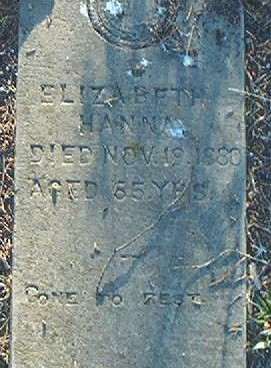 ELIZABETH
HANNA
DIED NOV. 19, 1880
AGED 65 YRS.
GONE TO REST